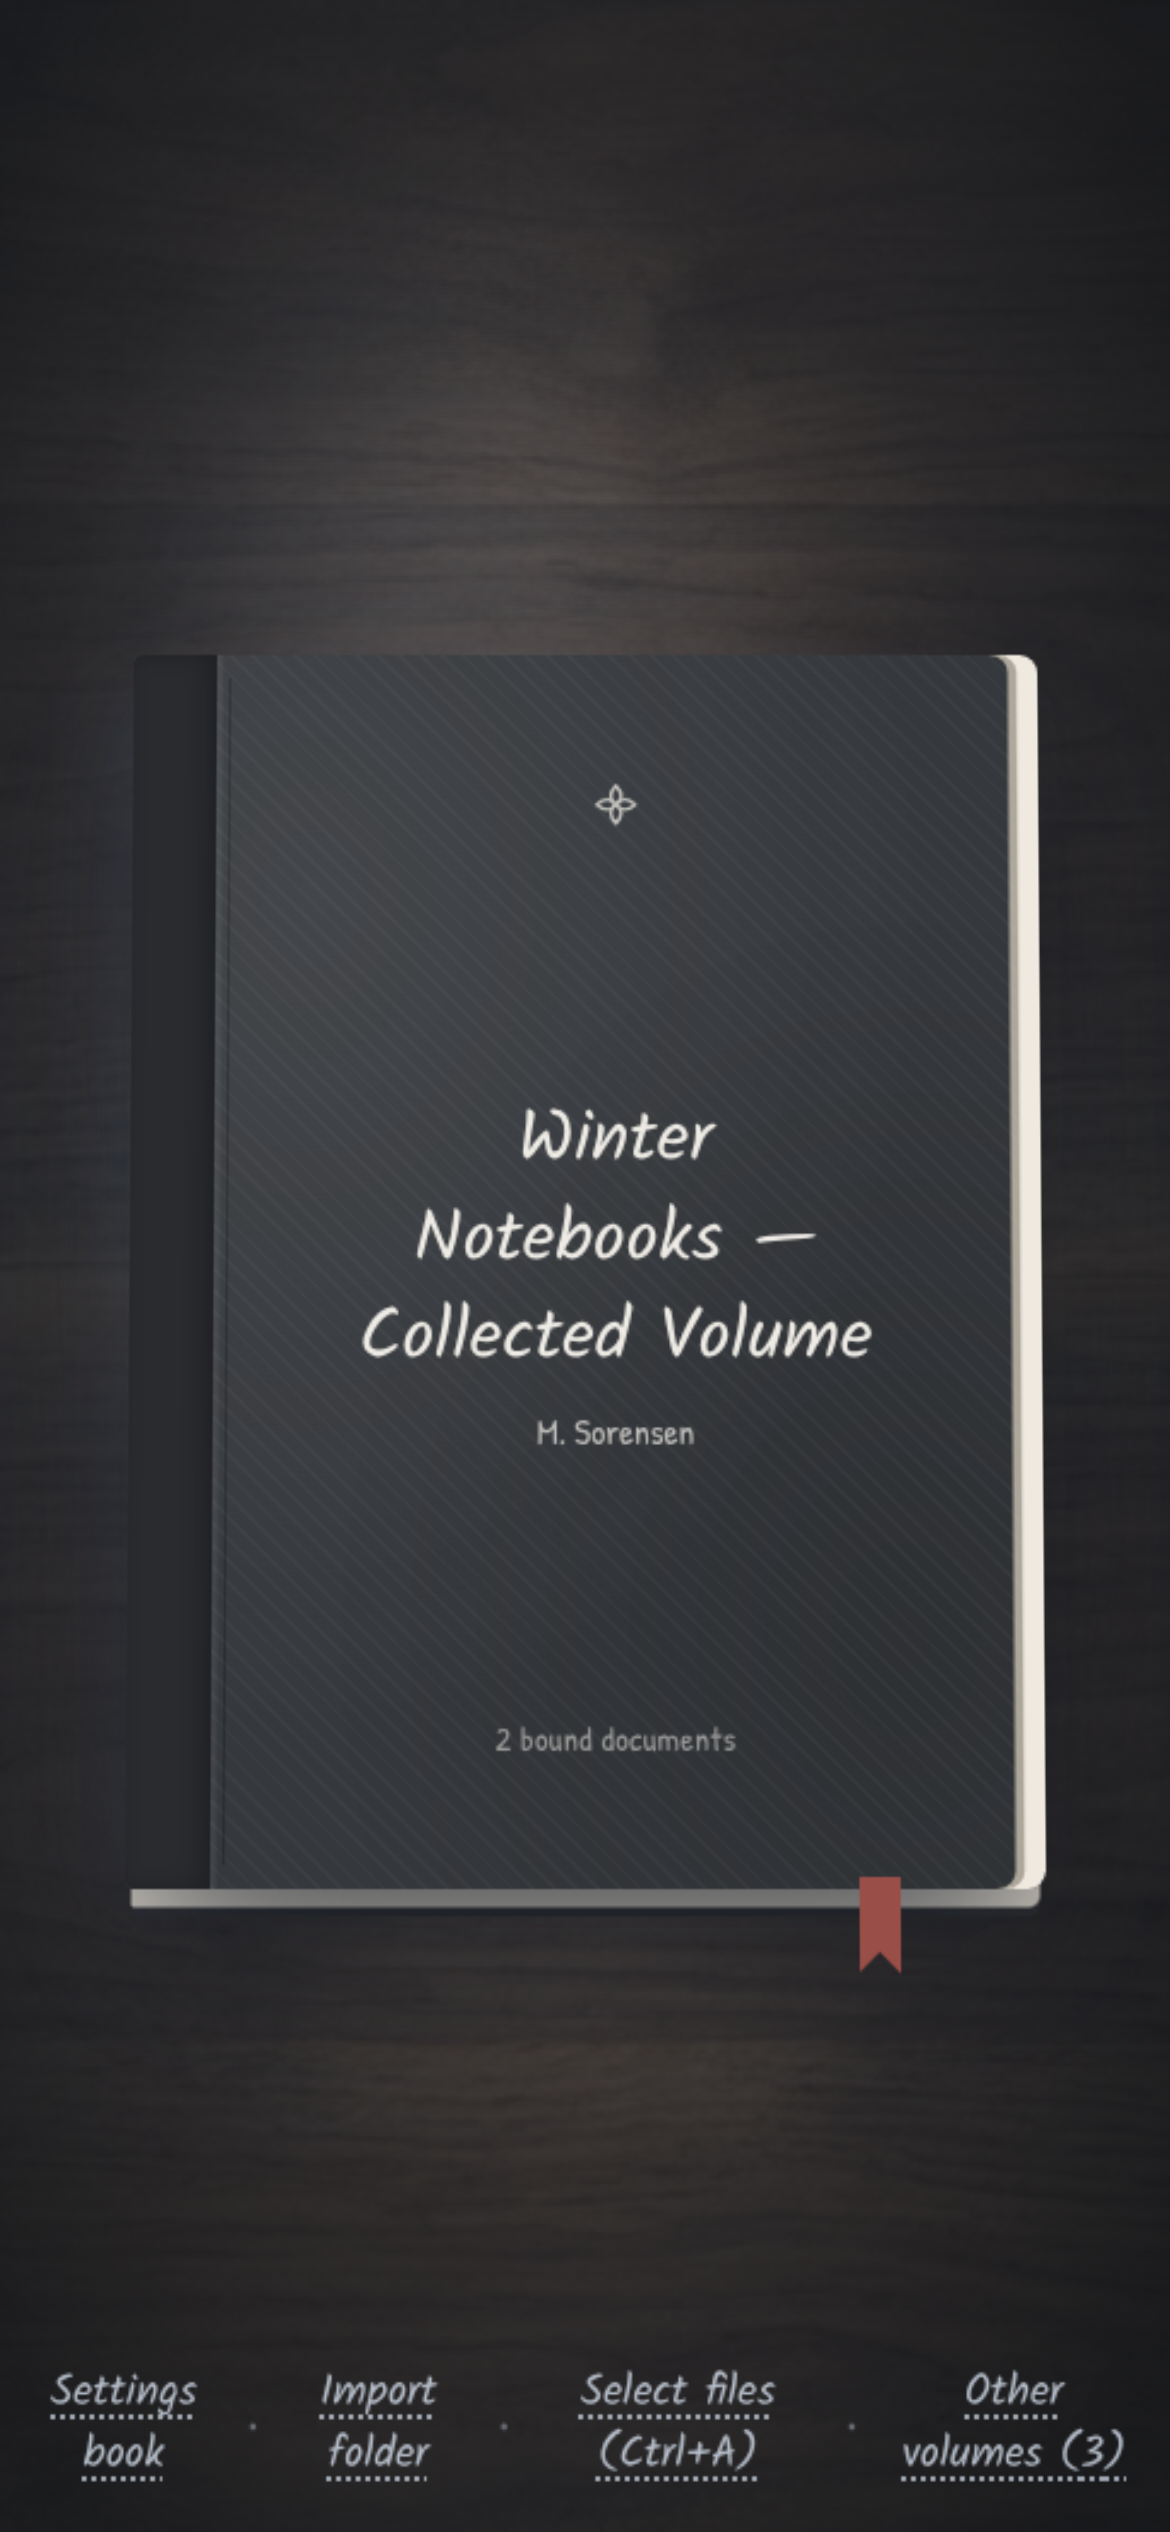 Winter
Notebooks —
Collected Volume
M. Sorensen
2 bound documents
Settings
book
·
Import
folder
·
Select files
(Ctrl+A)
·
Other
volumes (3)